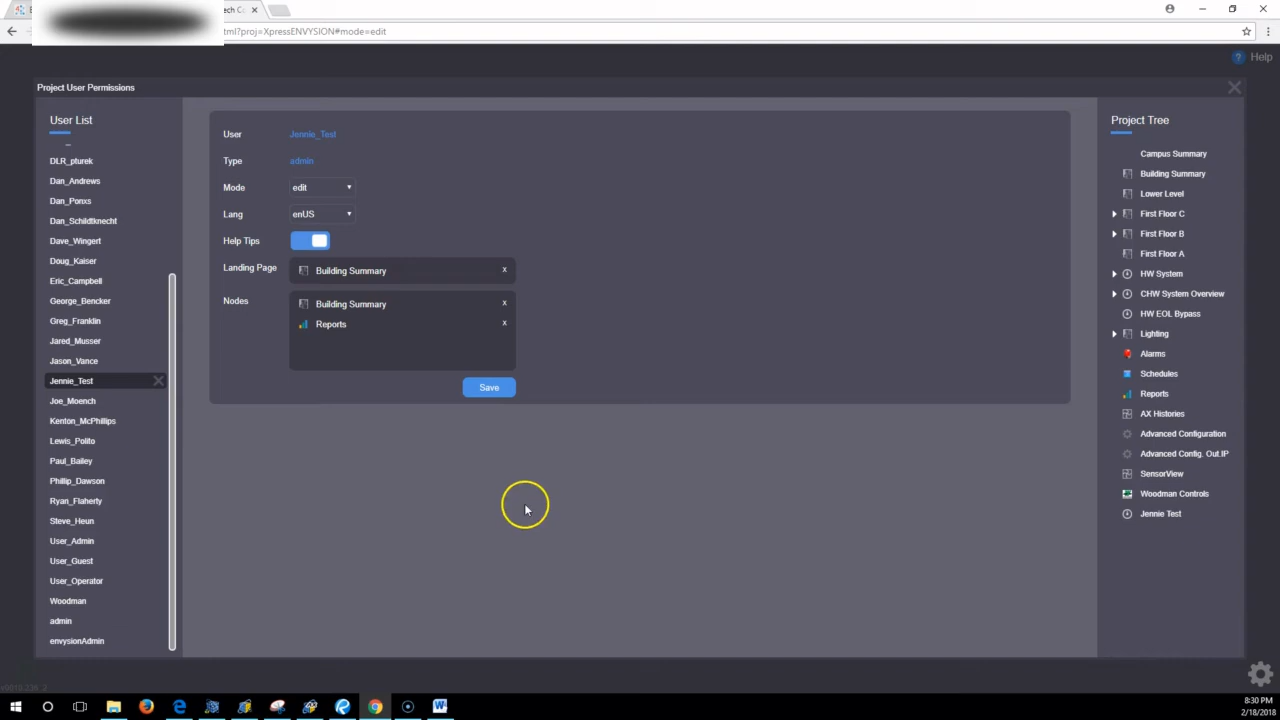 tech C
html?proj=XpressENVYSION#mode=edit
? Help
Project User Permissions
User List
DLR_pturek
Dan_Andrews
Dan_Ponxs
Dan_Schildtknecht
Dave_Wingert
Doug_Kaiser
Eric_Campbell
George_Bencker
Greg_Franklin
Jared_Musser
Jason_Vance
Jennie_Test
Joe_Moench
Kenton_McPhillips
Lewis_Polito
Paul_Bailey
Phillip_Dawson
Ryan_Flaherty
Steve_Heun
User_Admin
User_Guest
User_Operator
Woodman
admin
envysionAdmin
User Jennie_Test
Type admin
Mode edit
Lang enUS
Help Tips
Landing Page Building Summary x
Nodes Building Summary x
Reports x
Save
Project Tree
Campus Summary
Building Summary
Lower Level
First Floor C
First Floor B
First Floor A
HW System
CHW System Overview
HW EOL Bypass
Lighting
Alarms
Schedules
Reports
AX Histories
Advanced Configuration
Advanced Config. Out.IP
SensorView
Woodman Controls
Jennie Test
8:30 PM
2/18/2018